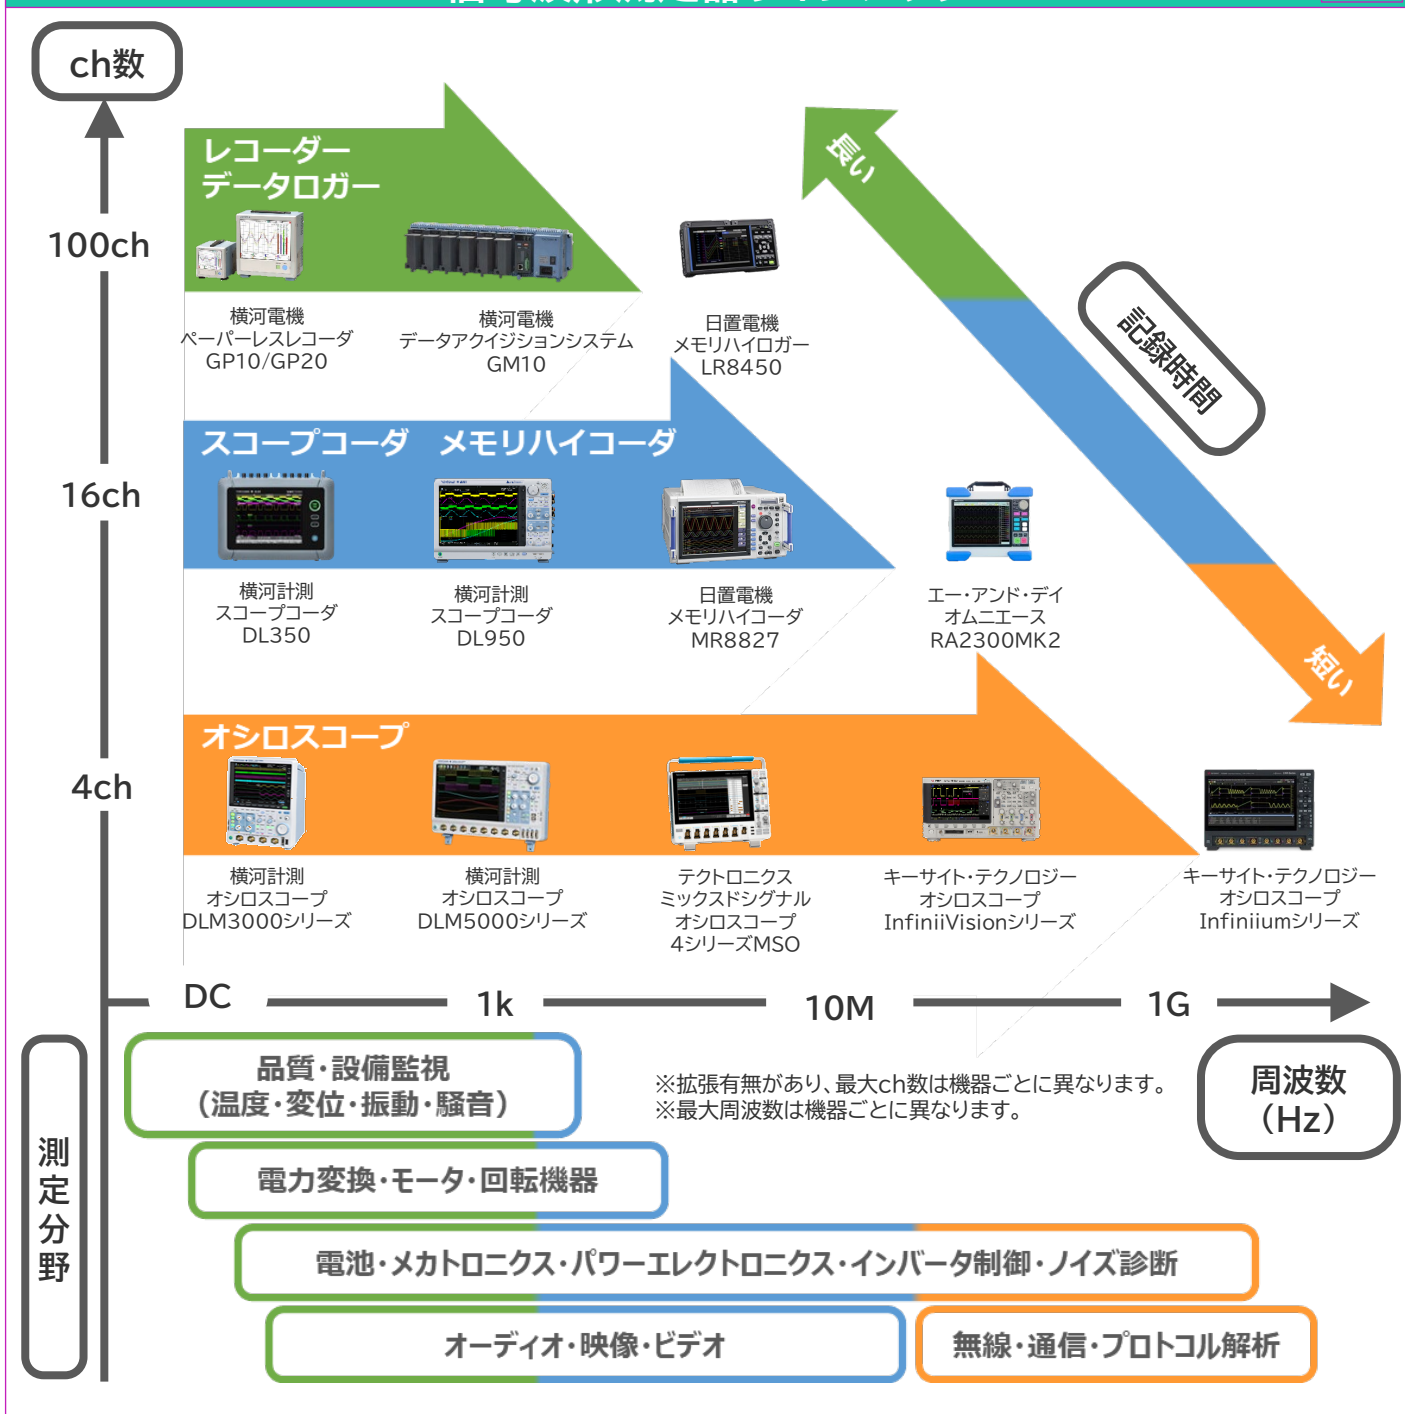 ch数
レコーダー
データロガー
長い
100ch
記録時間
横河電機
ペーパーレスレコーダ
GP10/GP20
横河電機
データアクイジションシステム
GM10
日置電機
メモリハイロガー
LR8450
スコープコーダ メモリハイコーダ
16ch
横河計測
スコープコーダ
DL350
横河計測
スコープコーダ
DL950
日置電機
メモリハイコーダ
MR8827
エー・アンド・デイ
オムニエース
RA2300MK2
短い
オシロスコープ
4ch
横河計測
オシロスコープ
DLM3000シリーズ
横河計測
オシロスコープ
DLM5000シリーズ
テクトロニクス
ミックスドシグナル
オシロスコープ
4シリーズMSO
キーサイト・テクノロジー
オシロスコープ
InfiniiVisionシリーズ
キーサイト・テクノロジー
オシロスコープ
Infiniiumシリーズ
DC
1k
10M
1G
周波数
(Hz)
測定分野
品質・設備監視
(温度・変位・振動・騒音)
※拡張有無があり、最大ch数は機器ごとに異なります。
※最大周波数は機器ごとに異なります。
電力変換・モータ・回転機器
電池・メカトロニクス・パワーエレクトロニクス・インバータ制御・ノイズ診断
オーディオ・映像・ビデオ
無線・通信・プロトコル解析